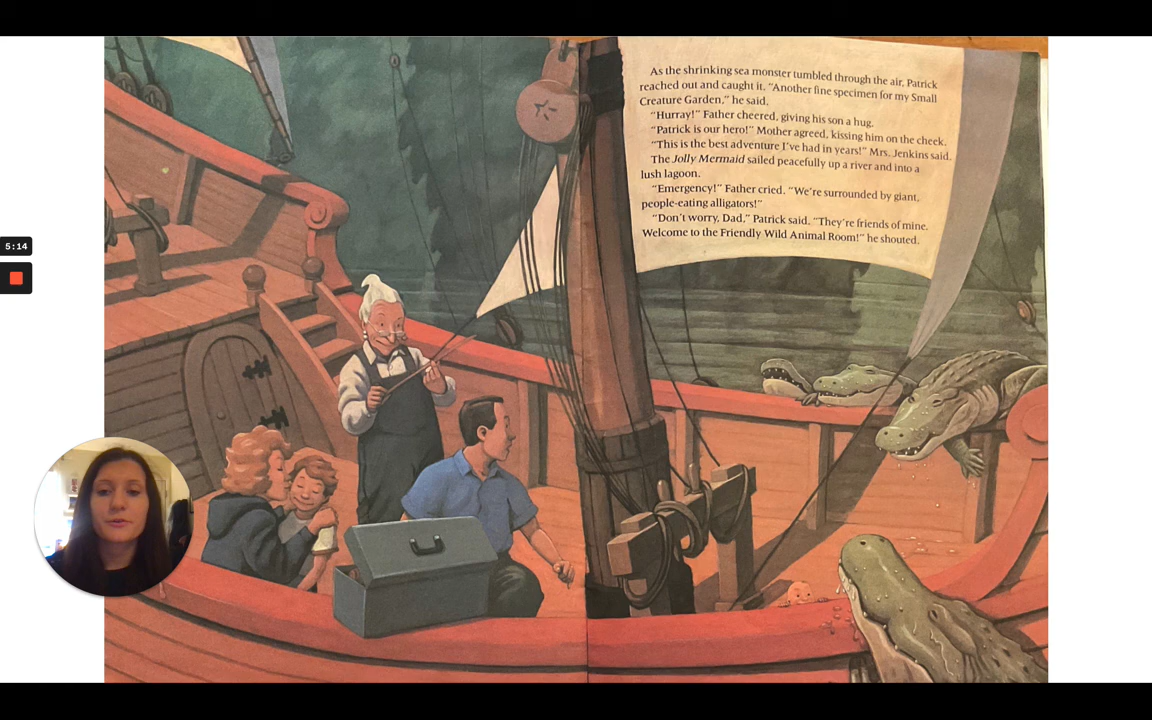 As the shrinking sea monster tumbled through the air, Patrick
reached out and caught it. "Another fine specimen for my Small
Creature Garden," he said.
"Hurray!" Father cheered, giving his son a hug.
"Patrick is our hero!" Mother agreed, kissing him on the cheek.
"This is the best adventure I've had in years!" Mrs. Jenkins said.
The Jolly Mermaid sailed peacefully up a river and into a
lush lagoon.
"Emergency!" Father cried. "We're surrounded by giant,
people-eating alligators!"
"Don't worry, Dad," Patrick said. "They're friends of mine.
Welcome to the Friendly Wild Animal Room!" he shouted.
5:14